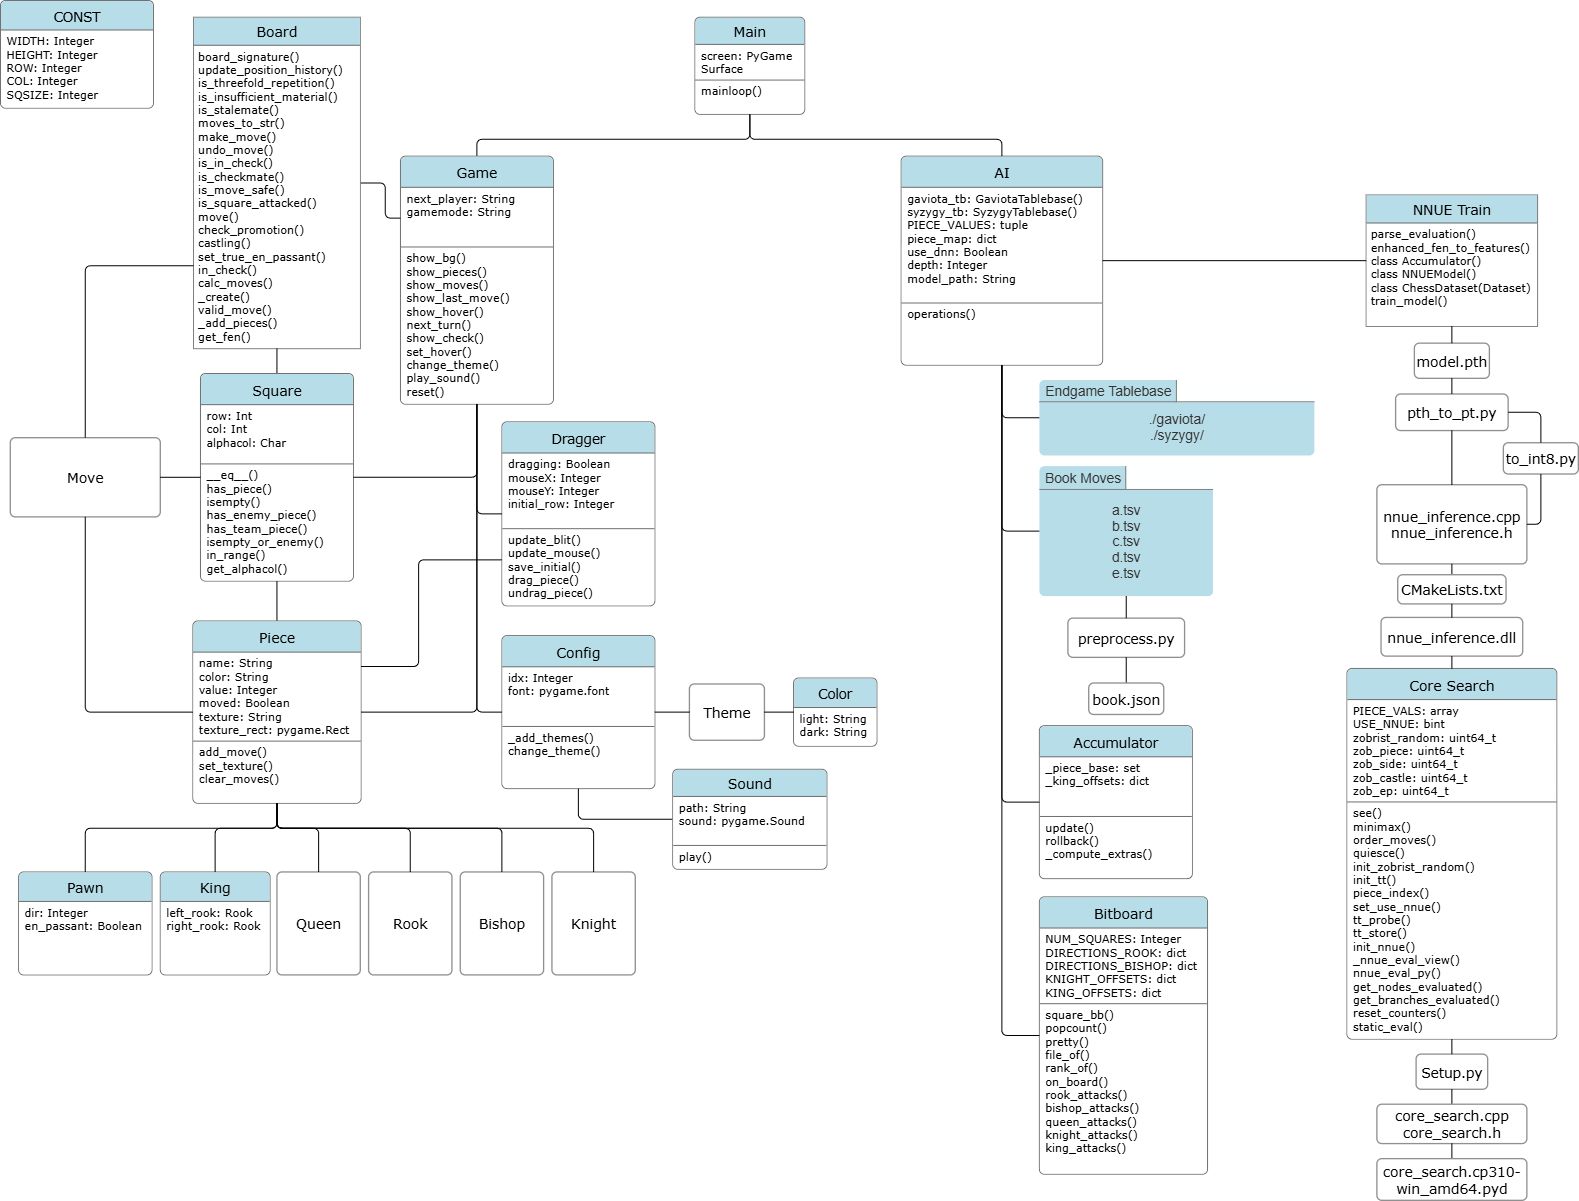 CONST
WIDTH: Integer
HEIGHT: Integer
ROW: Integer
COL: Integer
SQSIZE: Integer
Board
board_signature()
update_position_history()
is_threefold_repetition()
is_insufficient_material()
is_stalemate()
moves_to_str()
make_move()
undo_move()
is_in_check()
is_checkmate()
is_move_safe()
is_square_attacked()
move()
check_promotion()
castling()
set_true_en_passant()
in_check()
calc_moves()
_create()
valid_move()
_add_pieces()
get_fen()
Main
screen: PyGame
Surface
mainloop()
Game
next_player: String
gamemode: String
show_bg()
show_pieces()
show_moves()
show_last_move()
show_hover()
next_turn()
show_check()
set_hover()
change_theme()
play_sound()
reset()
AI
gaviota_tb: GaviotaTablebase()
syzygy_tb: SyzygyTablebase()
PIECE_VALUES: tuple
piece_map: dict
use_dnn: Boolean
depth: Integer
model_path: String
operations()
NNUE Train
parse_evaluation()
enhanced_fen_to_features()
class Accumulator()
class NNUEModel()
class ChessDataset(Dataset)
train_model()
model.pth
pth_to_pt.py
to_int8.py
nnue_inference.cpp
nnue_inference.h
CMakeLists.txt
nnue_inference.dll
Square
row: Int
col: Int
alphacol: Char
__eq__()
has_piece()
isempty()
has_enemy_piece()
has_team_piece()
isempty_or_enemy()
in_range()
get_alphacol()
Move
Dragger
dragging: Boolean
mouseX: Integer
mouseY: Integer
initial_row: Integer
update_blit()
update_mouse()
save_initial()
drag_piece()
undrag_piece()
Endgame Tablebase
./gaviota/
./syzygy/
Book Moves
a.tsv
b.tsv
c.tsv
d.tsv
e.tsv
preprocess.py
book.json
Piece
name: String
color: String
value: Integer
moved: Boolean
texture: String
texture_rect: pygame.Rect
add_move()
set_texture()
clear_moves()
Config
idx: Integer
font: pygame.font
_add_themes()
change_theme()
Theme
Color
light: String
dark: String
Sound
path: String
sound: pygame.Sound
play()
Pawn
dir: Integer
en_passant: Boolean
King
left_rook: Rook
right_rook: Rook
Queen
Rook
Bishop
Knight
Accumulator
_piece_base: set
_king_offsets: dict
update()
rollback()
_compute_extras()
Bitboard
NUM_SQUARES: Integer
DIRECTIONS_ROOK: dict
DIRECTIONS_BISHOP: dict
KNIGHT_OFFSETS: dict
KING_OFFSETS: dict
square_bb()
popcount()
pretty()
file_of()
rank_of()
on_board()
rook_attacks()
bishop_attacks()
queen_attacks()
knight_attacks()
king_attacks()
Core Search
PIECE_VALS: array
USE_NNUE: bint
zobrist_random: uint64_t
zob_piece: uint64_t
zob_side: uint64_t
zob_castle: uint64_t
zob_ep: uint64_t
see()
minimax()
order_moves()
quiesce()
init_zobrist_random()
init_tt()
piece_index()
set_use_nnue()
tt_probe()
tt_store()
init_nnue()
_nnue_eval_view()
nnue_eval_py()
get_nodes_evaluated()
get_branches_evaluated()
reset_counters()
static_eval()
Setup.py
core_search.cpp
core_search.h
core_search.cp310-
win_amd64.pyd